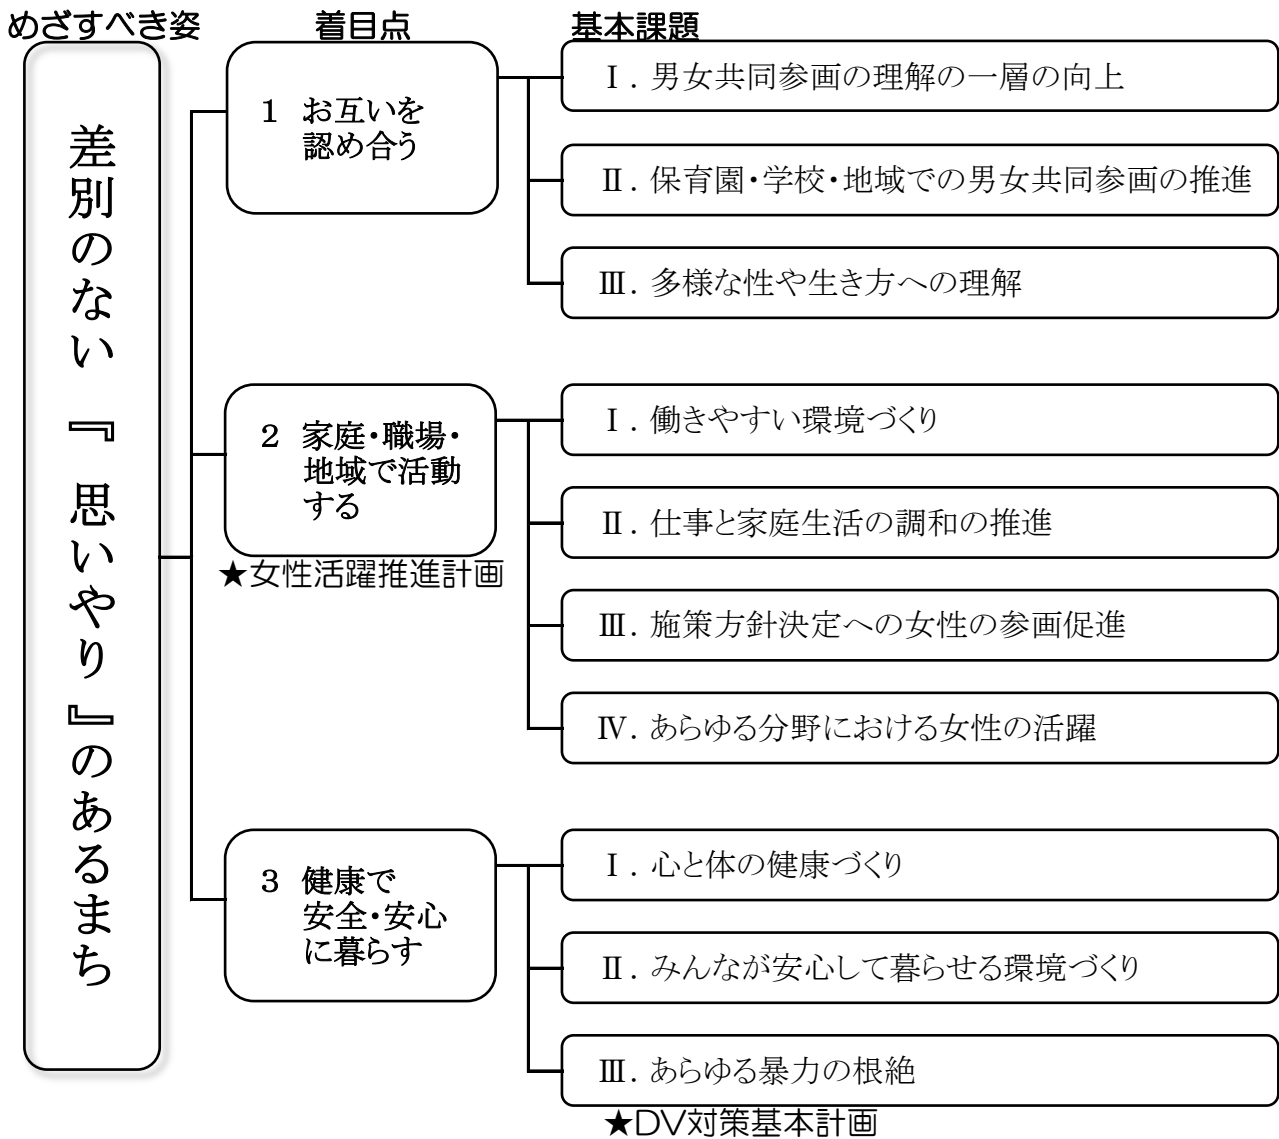 めざすべき姿
着目点
基本課題
差別のない『思いやり』のあるまち
1 お互いを
認め合う
Ⅰ. 男女共同参画の理解の一層の向上
Ⅱ. 保育園・学校・地域での男女共同参画の推進
Ⅲ. 多様な性や生き方への理解
2 家庭・職場・
地域で活動
する
★女性活躍推進計画
Ⅰ. 働きやすい環境づくり
Ⅱ. 仕事と家庭生活の調和の推進
Ⅲ. 施策方針決定への女性の参画促進
Ⅳ. あらゆる分野における女性の活躍
3 健康で
安全・安心
に暮らす
Ⅰ. 心と体の健康づくり
Ⅱ. みんなが安心して暮らせる環境づくり
Ⅲ. あらゆる暴力の根絶
★DV対策基本計画